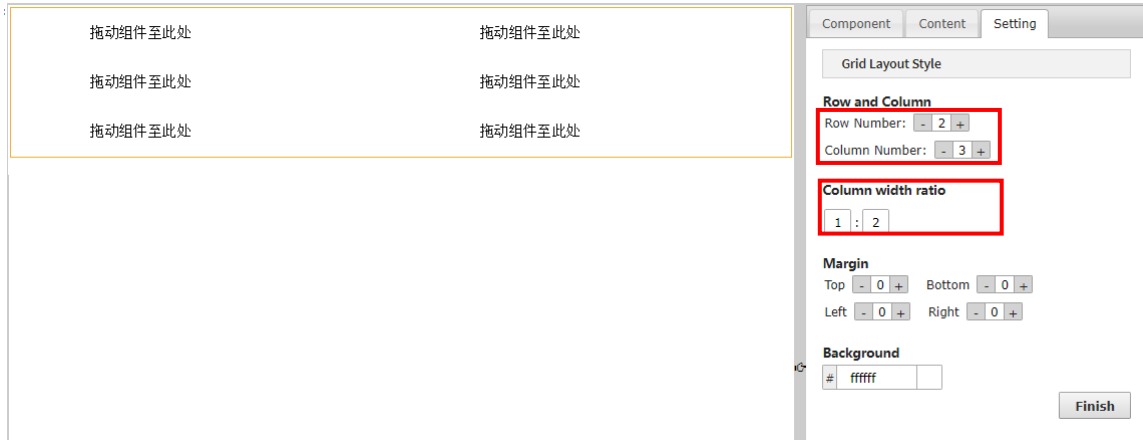 拖动组件至此处 拖动组件至此处
拖动组件至此处 拖动组件至此处
拖动组件至此处 拖动组件至此处
Component Content Setting
Grid Layout Style
Row and Column
Row Number: - 2 +
Column Number: - 3 +
Column width ratio
1 : 2
Margin
Top - 0 + Bottom - 0 +
Left - 0 + Right - 0 +
Background
# ffffff
Finish